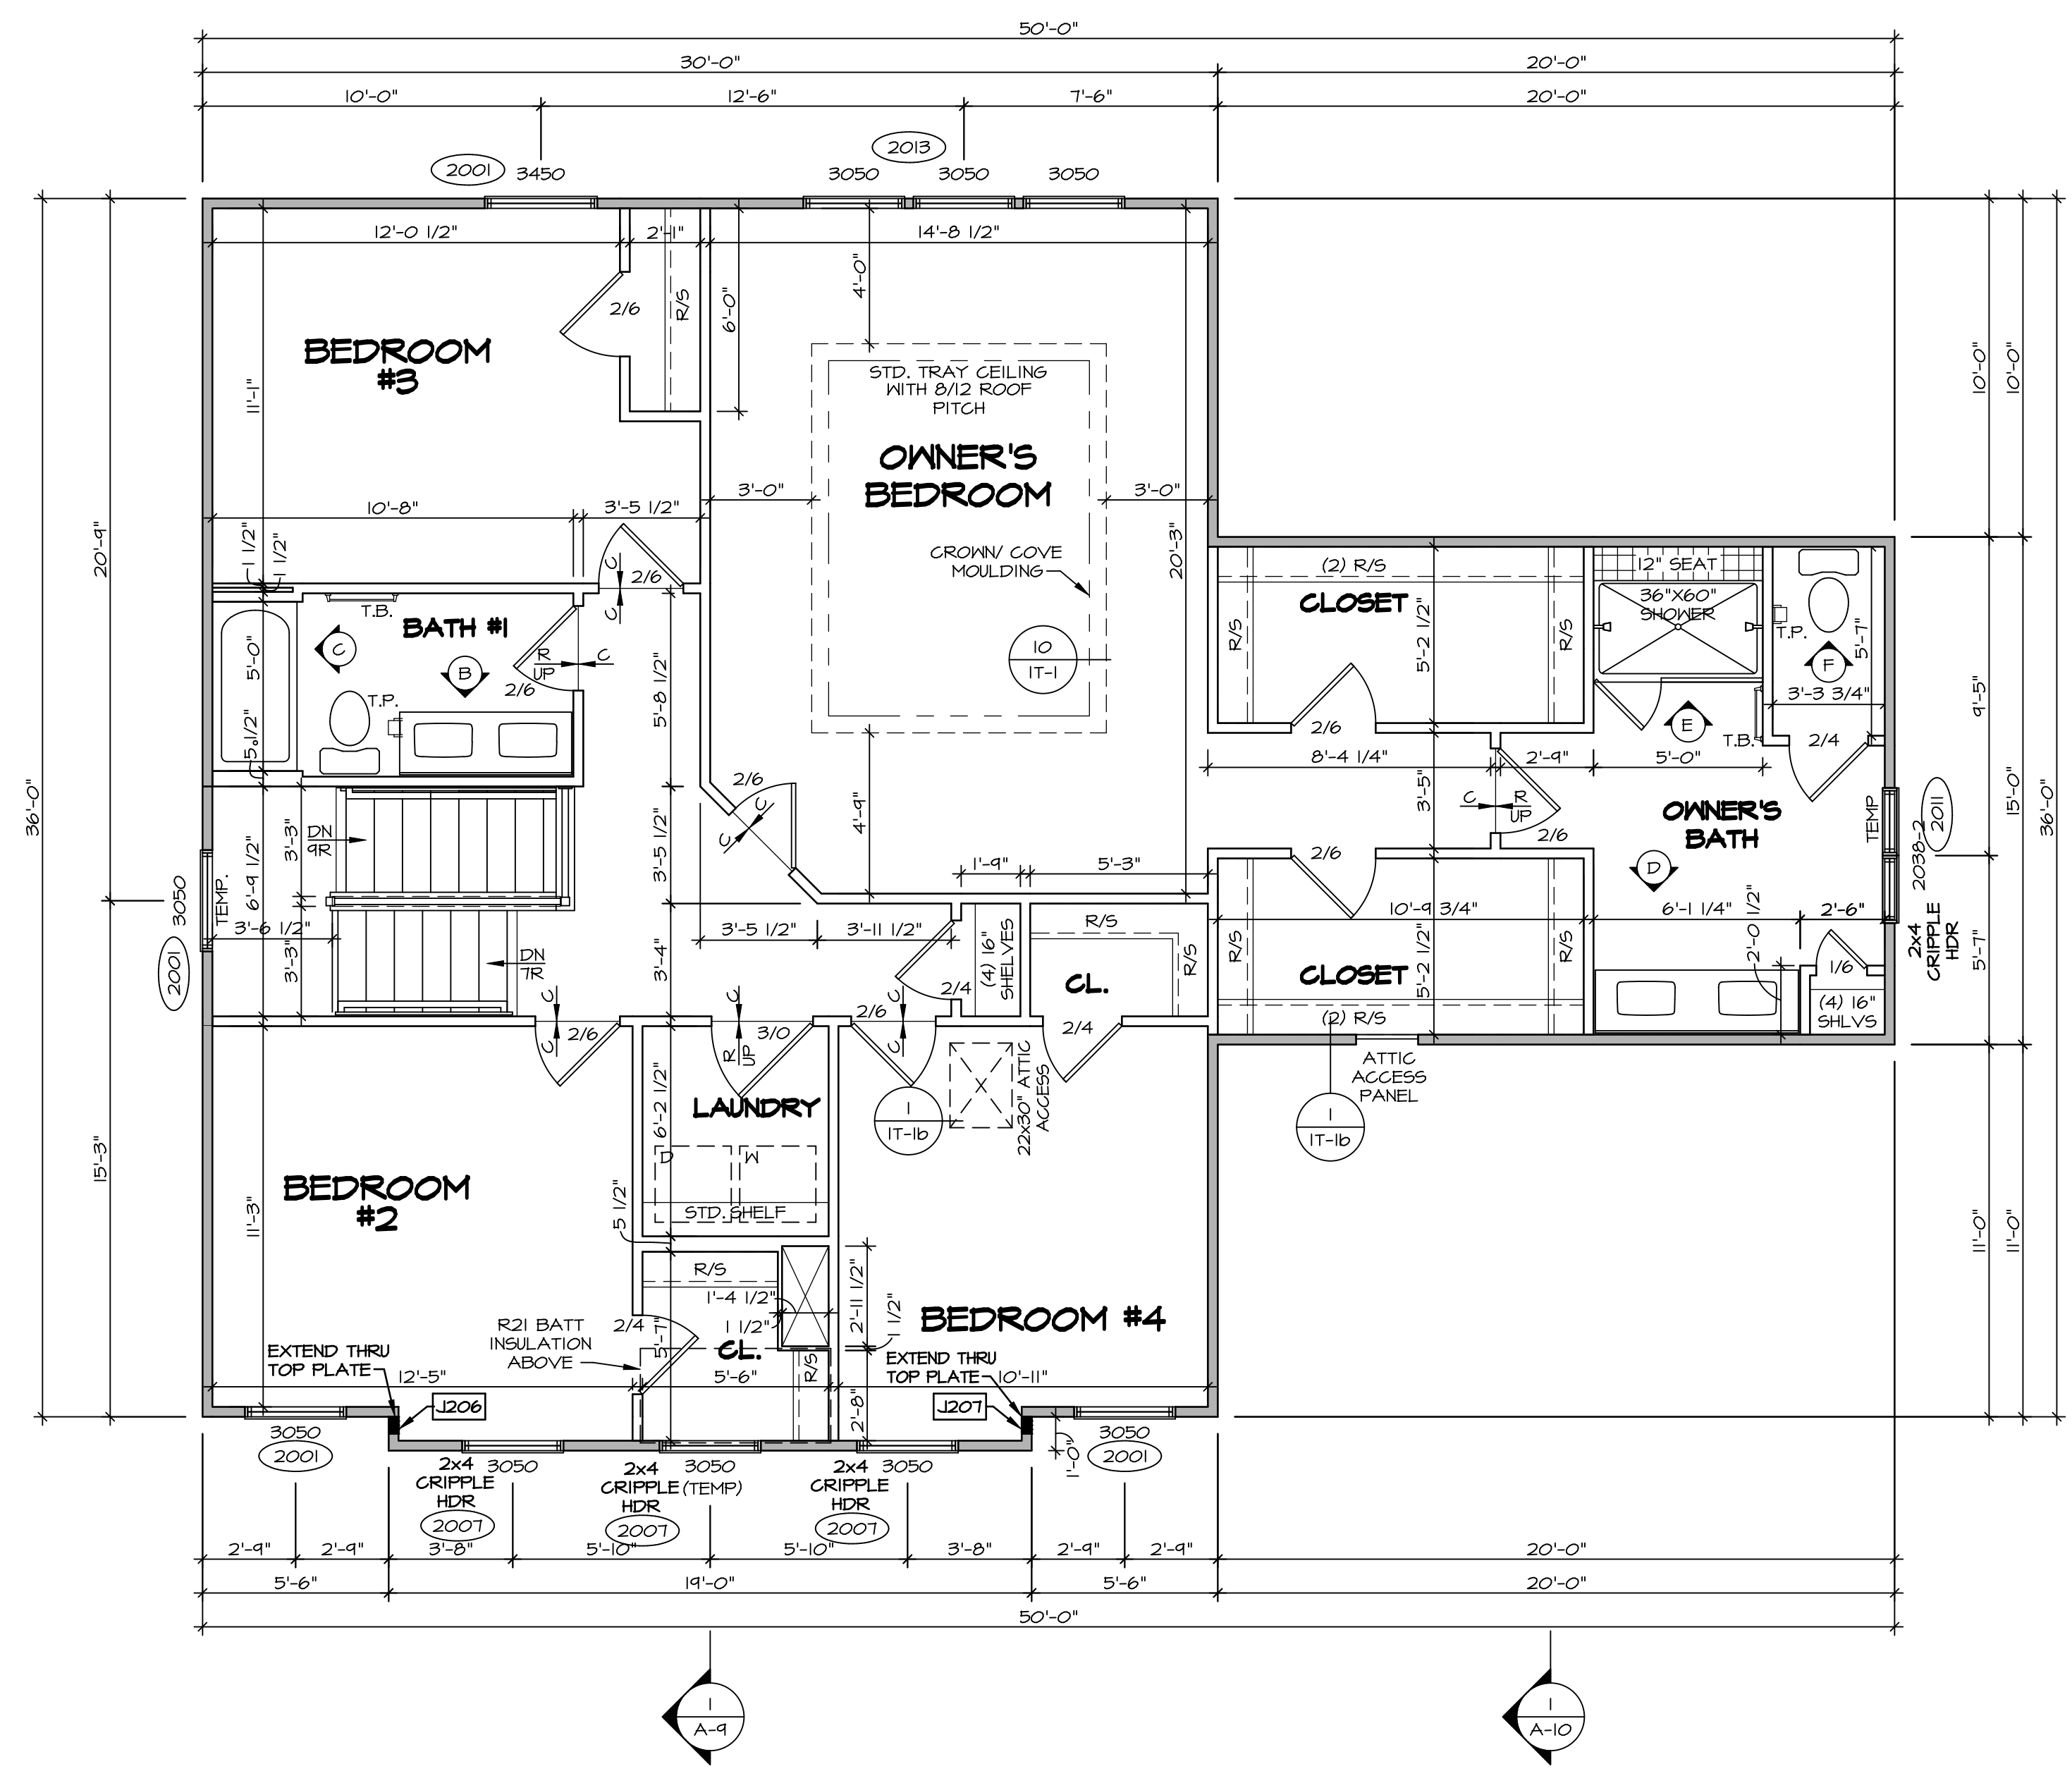 50'-0"
30'-0"
20'-0"
10'-0"
12'-6"
7'-6"
20'-0"
2001
3450
2013
3050
3050
3050
12'-0 1/2"
2'-1"
14'-8 1/2"
2/6
R/S
6'-0"
4'-0"
BEDROOM
#3
11'-1"
STD. TRAY CEILING
WITH 8/12 ROOF
PITCH
OWNER'S
BEDROOM
3'-0"
3'-0"
20'-3"
CROWN/ COVE
MOULDING
10
IT-1
10'-8"
3'-5 1/2"
1 1/2"
1 1/2"
C
C
2/6
T.B.
BATH #1
C
B
R
UP
C
2/6
T.P.
5'-0"
5 1/2"
5'-8 1/2"
2/6
C
C
4'-9"
(2) R/S
CLOSET
R/S
R/S
5'-2 1/2"
2/6
12" SEAT
36"X60"
SHOWER
T.P.
5'-7"
F
3'-3 3/4"
E
T.B.
2/4
8'-4 1/4"
2'-9"
5'-0"
3'-5"
C
R
UP
2/6
OWNER'S
BATH
TEMP
2038-2
2011
2x4
CRIPPLE
HDR
D
2/6
10'-9 3/4"
6'-1 1/4"
2'-6"
2'-0 1/2"
R/S
R/S
5'-2 1/2"
CLOSET
(2) R/S
1/6
(4) 16"
SHLVS
ATTIC
ACCESS
PANEL
1
IT-1b
DN
9R
3'-3"
6'-9 1/2"
3'-6 1/2"
3'-3"
DN
7R
TEMP.
3050
2001
3'-5 1/2"
3'-4"
1'-9"
5'-3"
3'-5 1/2"
3'-11 1/2"
2/4
(4) 16"
SHELVES
R/S
R/S
CL.
2/4
C
C
2/6
C
R
UP
3/0
2/6
C
C
1
IT-1b
22x30" ATTIC
ACCESS
LAUNDRY
6'-2 1/2"
D
W
STD. SHELF
5 1/2"
BEDROOM
#2
11'-3"
R/S
1'-4 1/2"
1 1/2"
2'-11 1/2"
1 1/2"
5'-7"
2/4
CL.
R/S
2'-8"
BEDROOM #4
R21 BATT
INSULATION
ABOVE
EXTEND THRU
TOP PLATE
12'-5"
5'-6"
EXTEND THRU
TOP PLATE
10'-11"
J206
J207
1'-0"
3050
2001
2x4
CRIPPLE
HDR
2007
3050
2x4
CRIPPLE
HDR
2007
3050
(TEMP)
2x4
CRIPPLE
HDR
2007
3050
3050
2001
2'-9"
2'-9"
3'-8"
5'-10"
5'-10"
3'-8"
2'-9"
2'-9"
20'-0"
5'-6"
19'-0"
5'-6"
20'-0"
50'-0"
36'-0"
20'-9"
15'-3"
10'-0"
10'-0"
9'-5"
15'-0"
36'-0"
5'-7"
11'-0"
11'-0"
1
A-9
1
A-10